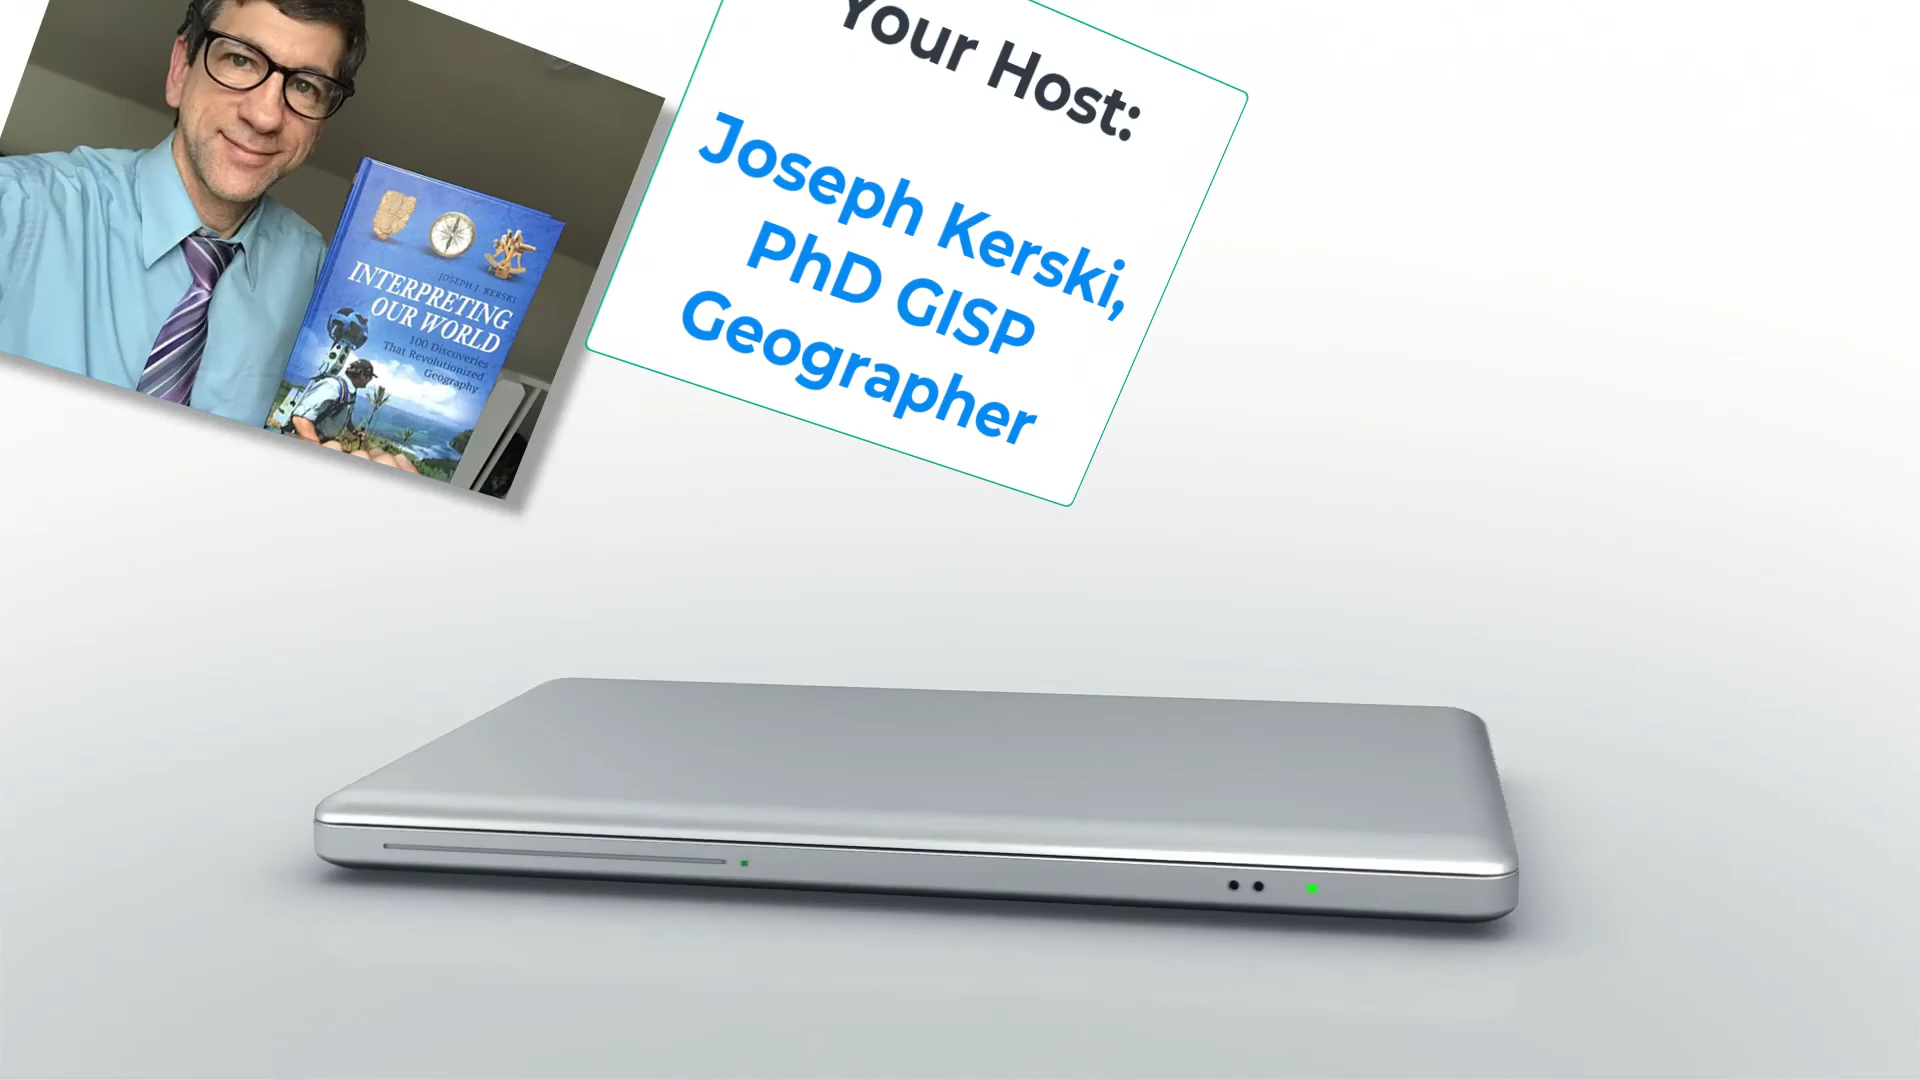 Your Host:
Joseph Kerski,
PhD GISP
Geographer
JOSEPH J. KERSKI
INTERPRETING
OUR WORLD
100 Discoveries
That Revolutionized
Geography